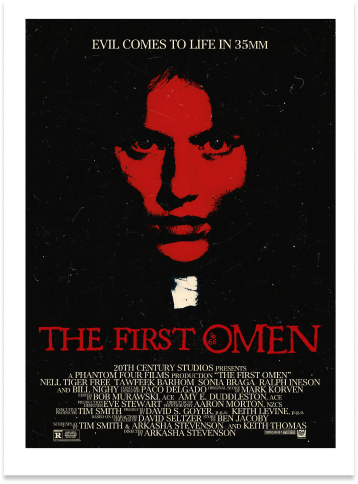 EVIL COMES TO LIFE IN 35MM
THE FIRST OMEN
20TH CENTURY STUDIOS PRESENTS
A PHANTOM FOUR FILMS PRODUCTION "THE FIRST OMEN"
NELL TIGER FREE TAWFEEK BARHOM SONIA BRAGA RALPH INESON
AND BILL NIGHY PACO DELGADO MARK KORVEN
BOB MURAWSKI, ACE AMY E. DUDDLESTON, ACE
EVE STEWART AARON MORTON, NZCS
TIM SMITH DAVID S. GOYER, p.g.a. KEITH LEVINE, p.g.a.
DAVID SELTZER BEN JACOBY
TIM SMITH & ARKASHA STEVENSON AND KEITH THOMAS
ARKASHA STEVENSON
R